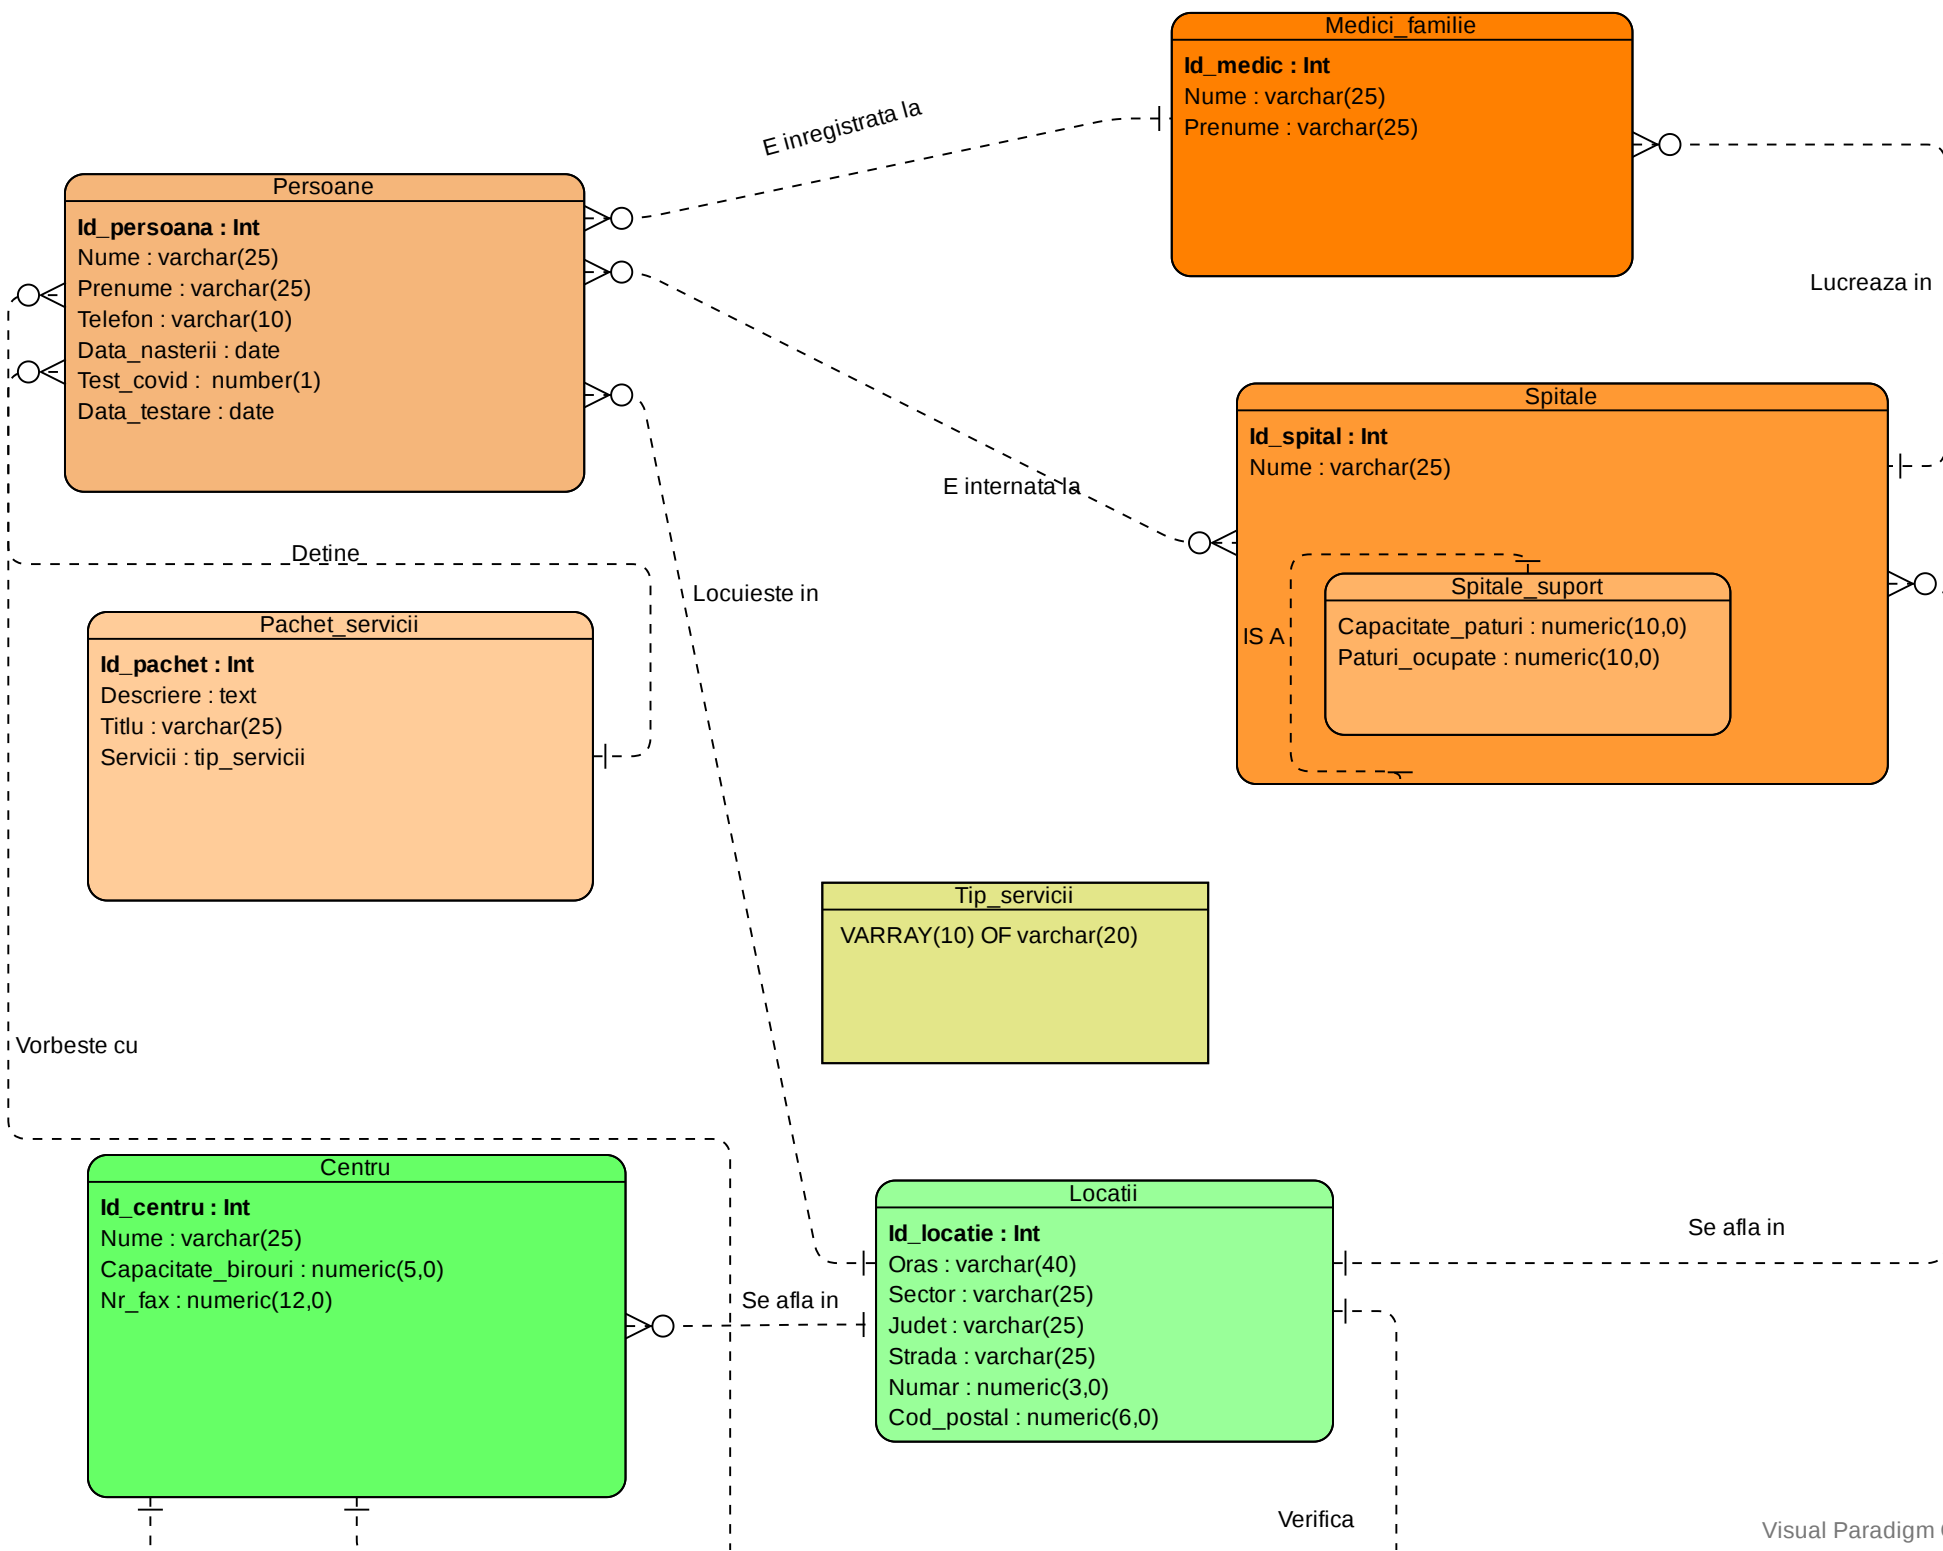 Medici_familie
Id_medic : Int
Nume : varchar(25)
Prenume : varchar(25)
E inregistrata la
Persoane
Id_persoana : Int
Nume : varchar(25)
Prenume : varchar(25)
Telefon : varchar(10)
Data_nasterii : date
Test_covid :  number(1)
Data_testare : date
Lucreaza in
Spitale
Id_spital : Int
Nume : varchar(25)
E internata la
Spitale_suport
Capacitate_paturi : numeric(10,0)
Paturi_ocupate : numeric(10,0)
IS A
Detine
Locuieste in
Pachet_servicii
Id_pachet : Int
Descriere : text
Titlu : varchar(25)
Servicii : tip_servicii
Tip_servicii
VARRAY(10) OF varchar(20)
Vorbeste cu
Centru
Id_centru : Int
Nume : varchar(25)
Capacitate_birouri : numeric(5,0)
Nr_fax : numeric(12,0)
Se afla in
Locatii
Id_locatie : Int
Oras : varchar(40)
Sector : varchar(25)
Judet : varchar(25)
Strada : varchar(25)
Numar : numeric(3,0)
Cod_postal : numeric(6,0)
Se afla in
Verifica
Visual Paradigm